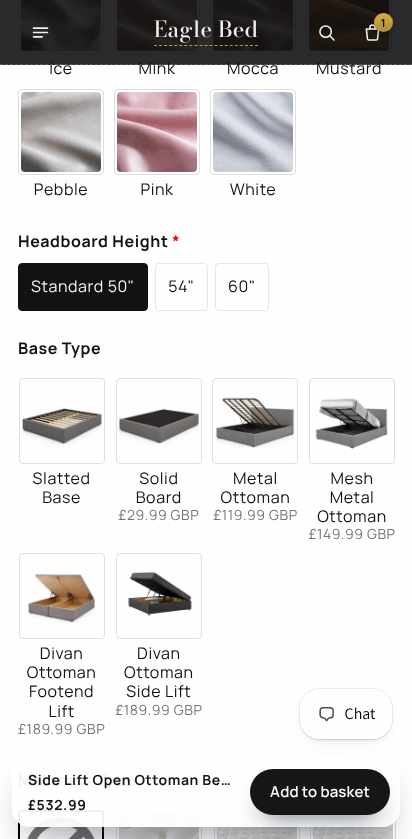 Eagle Bed
1
Ice
Mink
Mocca
Mustard
Pebble
Pink
White
Headboard Height *
Standard 50"
54"
60"
Base Type
Slatted
Base
Solid
Board
£29.99 GBP
Metal
Ottoman
£119.99 GBP
Mesh
Metal
Ottoman
£149.99 GBP
Divan
Ottoman
Footend
Lift
£189.99 GBP
Divan
Ottoman
Side Lift
£189.99 GBP
Chat
Side Lift Open Ottoman Be...
£532.99
Add to basket